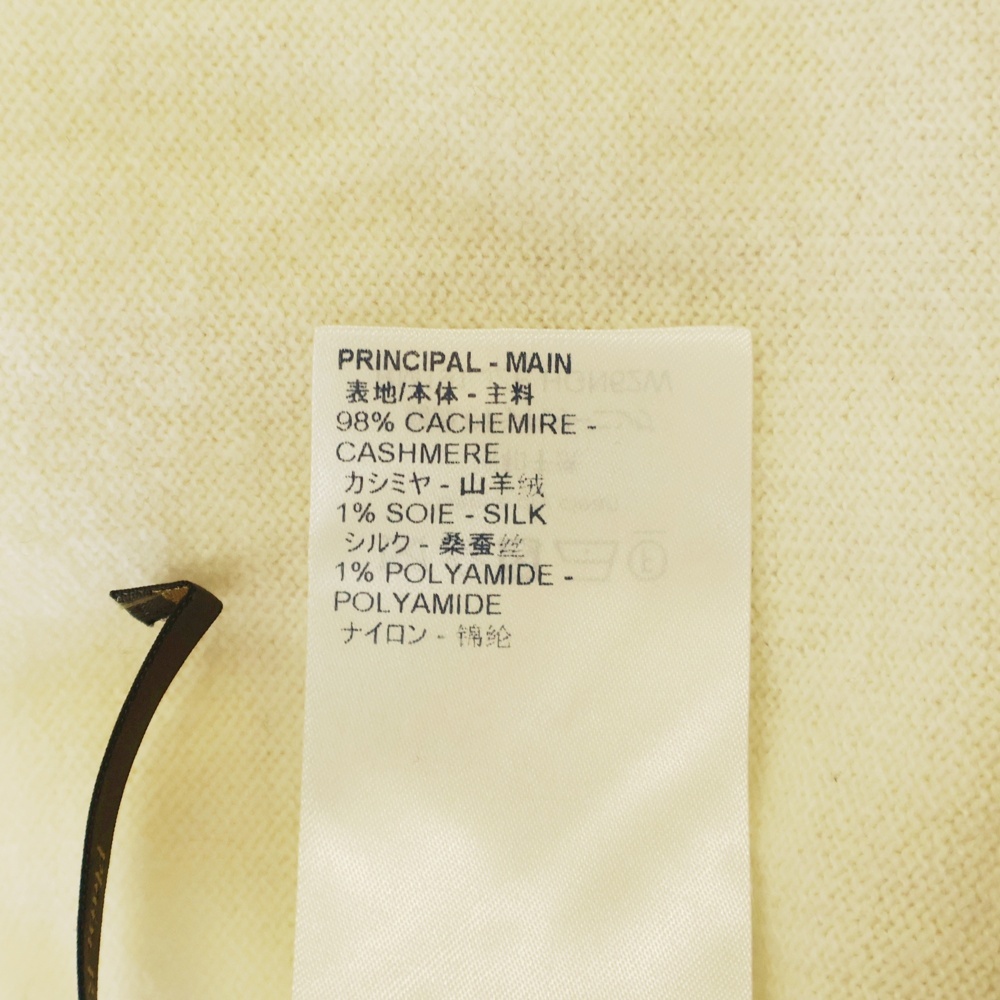 PRINCIPAL - MAIN
表地/本体 - 主料
98% CACHEMIRE -
CASHMERE
カシミヤ - 山羊绒
1% SOIE - SILK
シルク - 桑蚕丝
1% POLYAMIDE -
POLYAMIDE
ナイロン - 锦纶